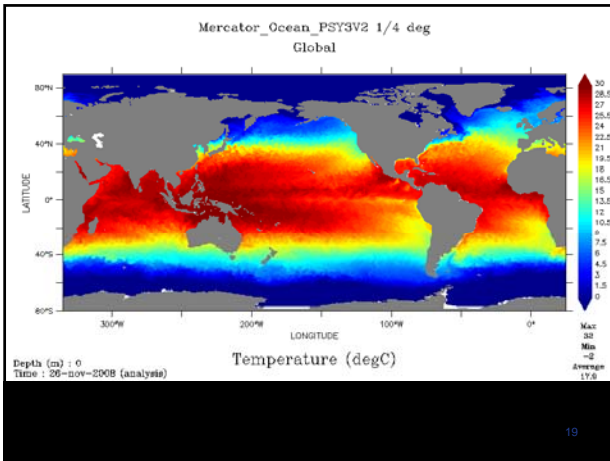 Mercator_Ocean_PSY3V2 1/4 deg
Global
80°N
40°N
0°
40°S
80°S
LATITUDE
300°W
200°W
100°W
0°
LONGITUDE
30
28.5
27
25.5
24
22.5
21
19.5
18
16.5
15
13.5
12
10.5
9
7.5
6
4.5
3
1.5
0
Max
32
Min
-2
Average
Depth (m) : 0
Time : 26-nov-2008 (analysis)
Temperature (degC)
19